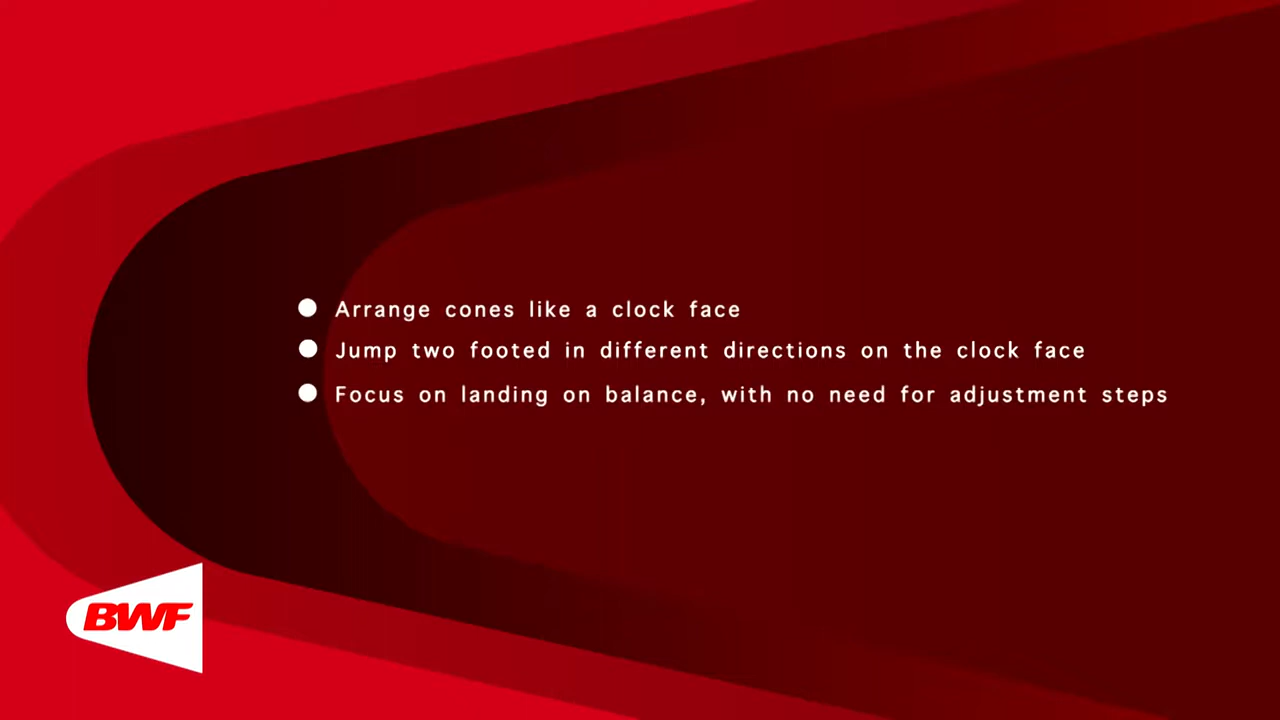 Arrange cones like a clock face
Jump two footed in different directions on the clock face
Focus on landing on balance, with no need for adjustment steps
BWF